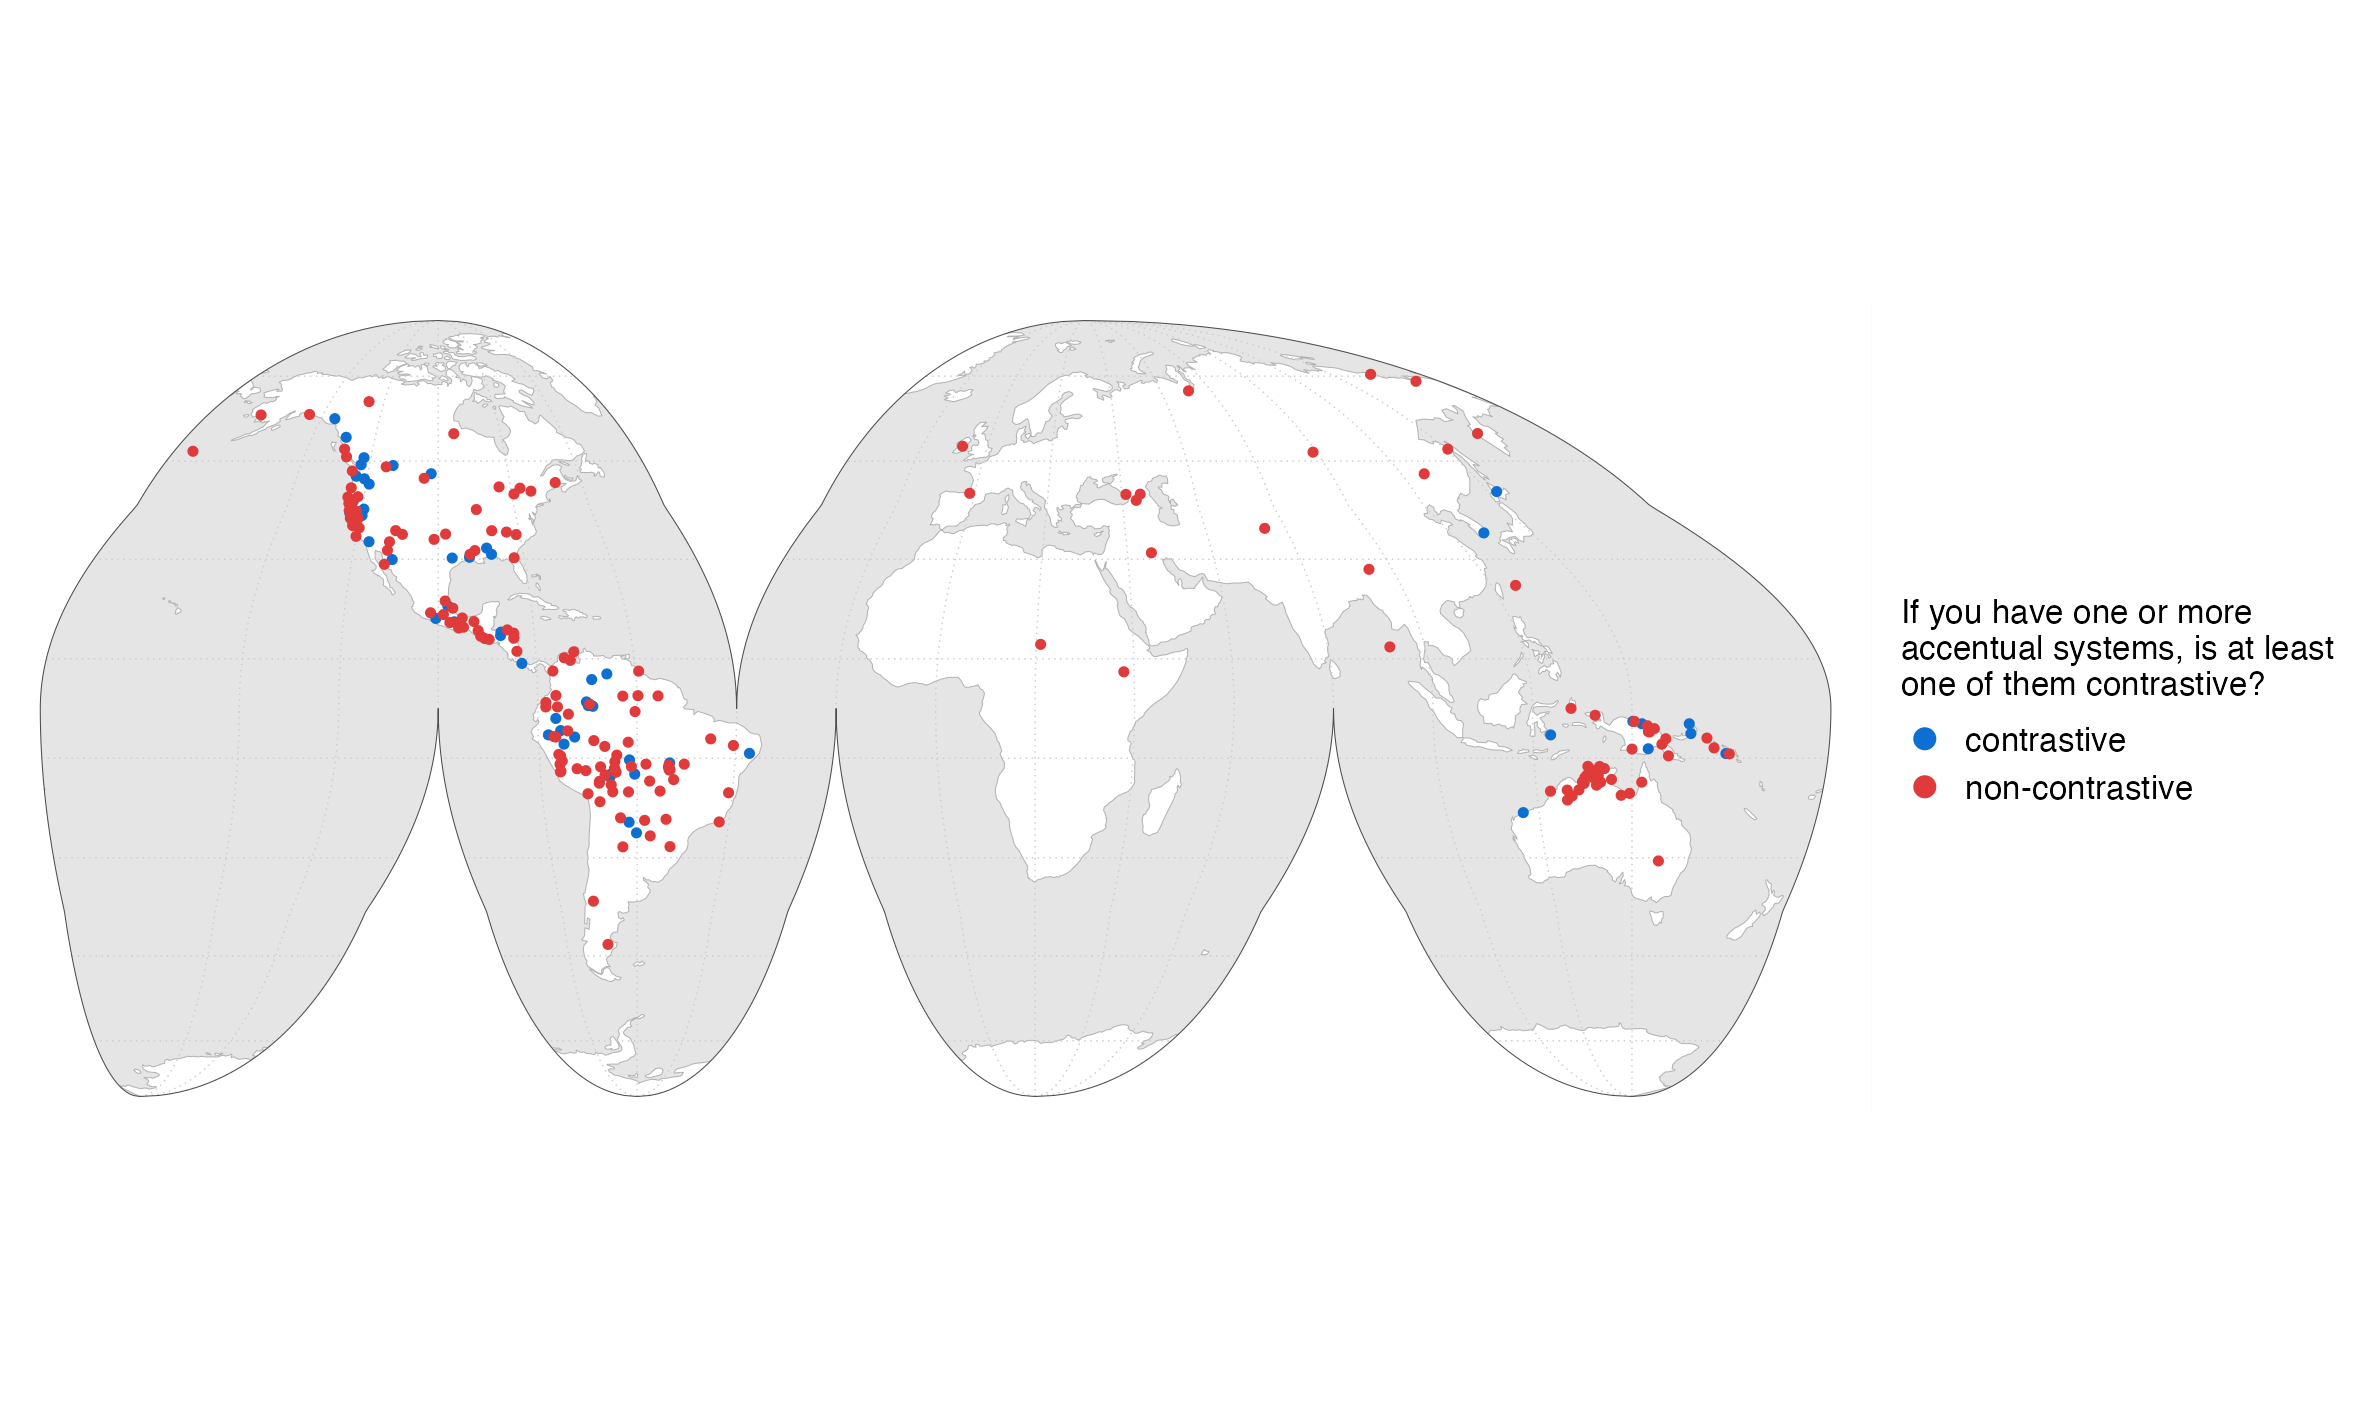 If you have one or more
accentual systems, is at least
one of them contrastive?
contrastive
non-contrastive